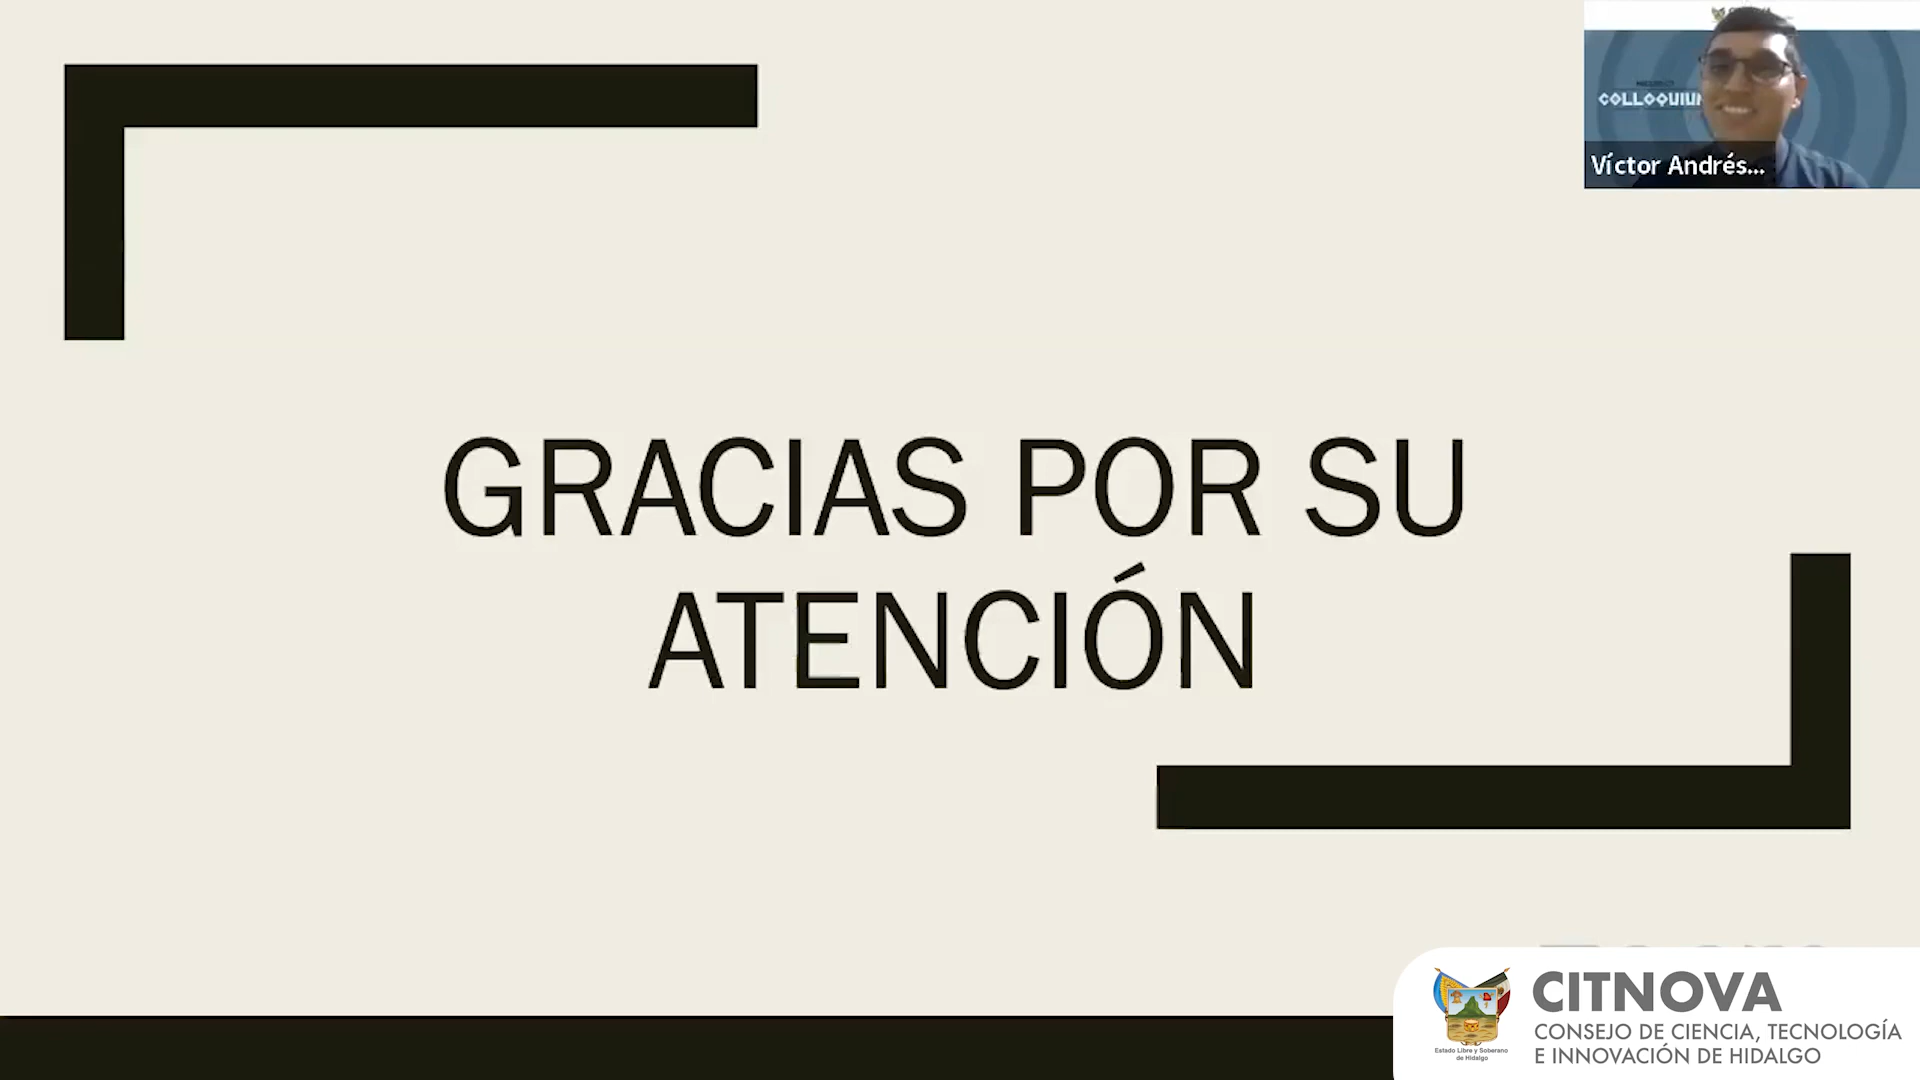 COLLOQUIU
Víctor Andrés...
GRACIAS POR SU
ATENCIÓN
CITNOVA
CONSEJO DE CIENCIA, TECNOLOGÍA
E INNOVACIÓN DE HIDALGO
Estado Libre y Soberano
de Hidalgo